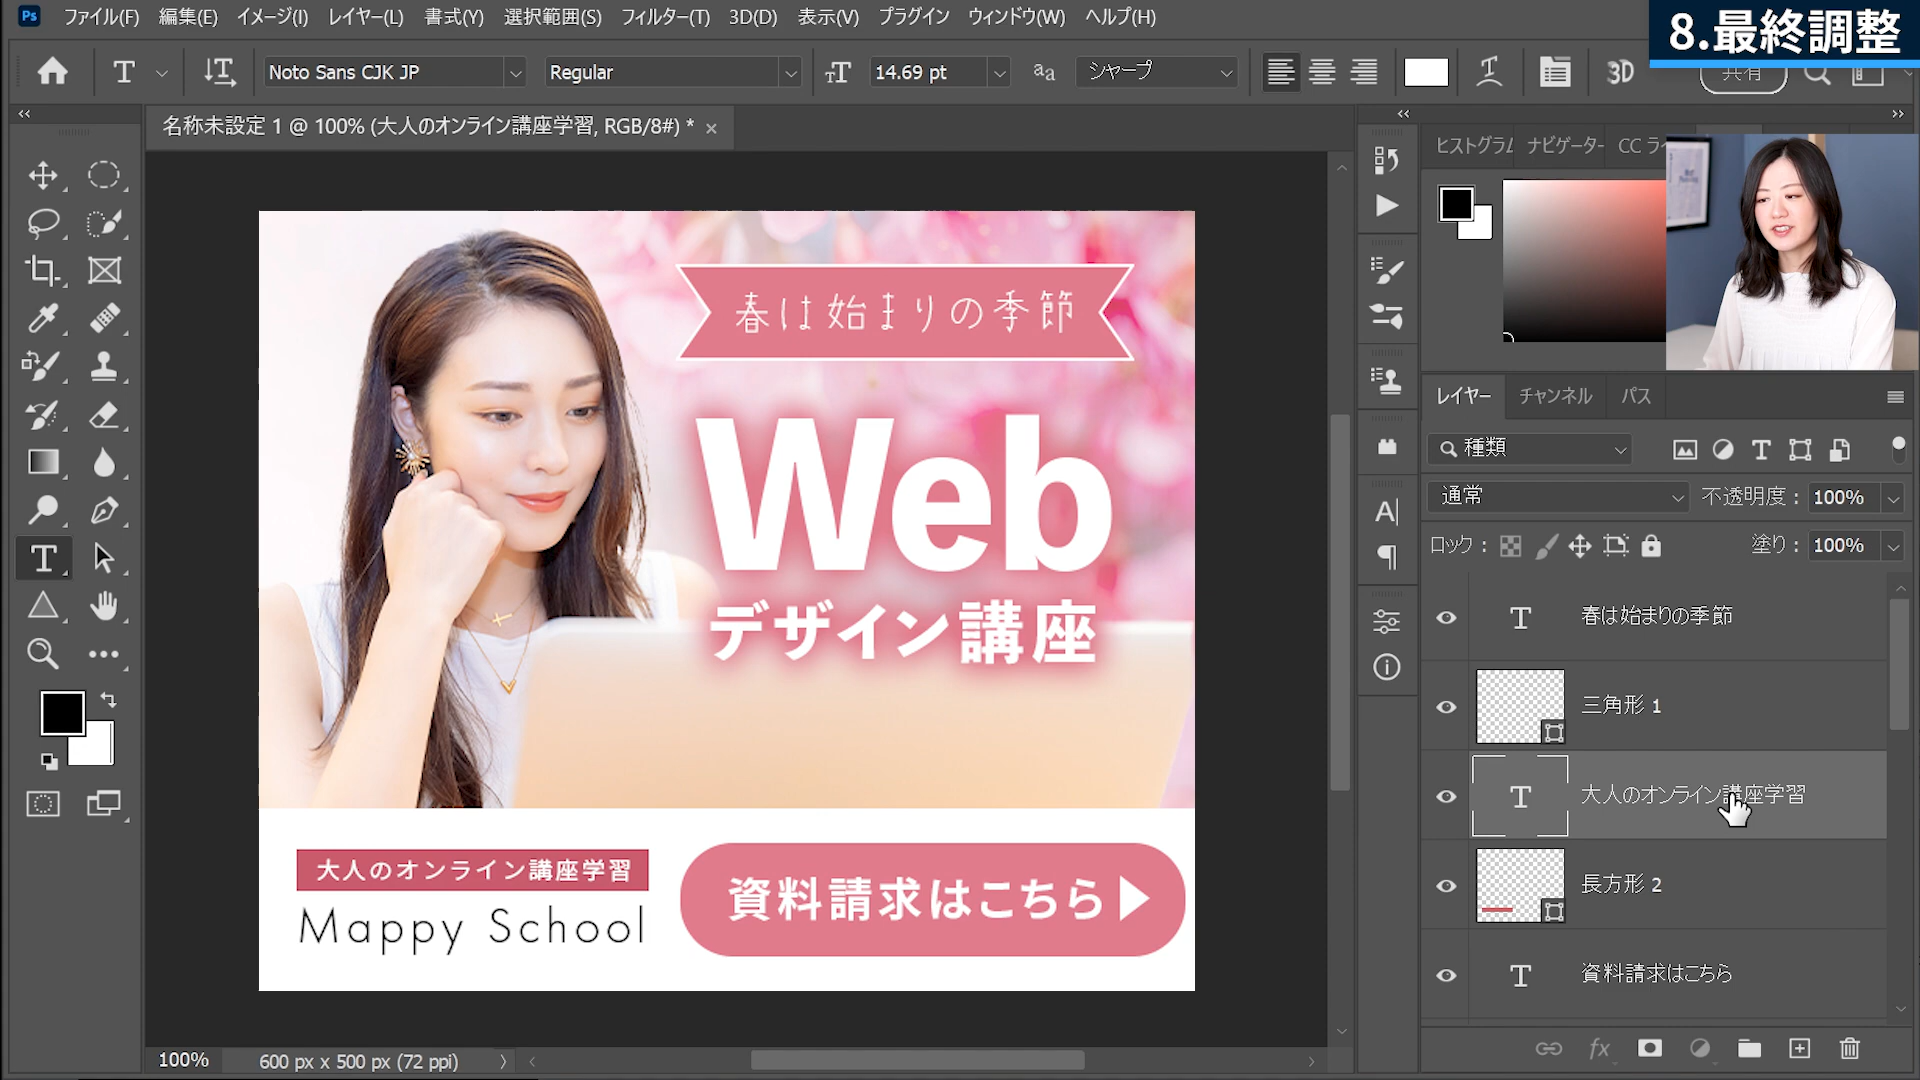 Ps ファイル(F) 編集(E) イメージ(I) レイヤー(L) 書式(Y) 選択範囲(S) フィルター(T) 3D(D) 表示(V) プラグイン ウィンドウ(W) ヘルプ(H)
8.最終調整
T Noto Sans CJK JP Regular 14.69 pt aa シャープ 3D 共有
名称未設定 1 @ 100% (大人のオンライン講座学習, RGB/8#) * ×
ヒストグラム ナビゲーター CC ラ
春は始まりの季節
Web
デザイン講座
大人のオンライン講座学習
Mappy School
資料請求はこちら
レイヤー チャンネル パス
種類
通常 不透明度: 100%
ロック: 塗り: 100%
春は始まりの季節
三角形 1
大人のオンライン講座学習
長方形 2
資料請求はこちら
fx
100% 600 px x 500 px (72 ppi)